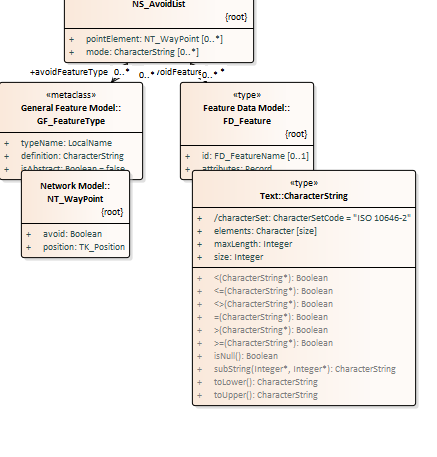 NS_AvoidList
{root}
+ pointElement: NT_WayPoint [0..*]
+ mode: CharacterString [0..*]
+avoidFeatureType 0..* 0..* /oidFeature 0..* *
«metaclass»
General Feature Model::
GF_FeatureType
+ typeName: LocalName
+ definition: CharacterString
+ isAbstract: Boolean = false
«type»
Feature Data Model::
FD_Feature
{root}
+ id: FD_FeatureName [0..1]
+ attributes: Record
Network Model::
NT_WayPoint
{root}
+ avoid: Boolean
+ position: TK_Position
«type»
Text::CharacterString
+ /characterSet: CharacterSetCode = "ISO 10646-2"
+ elements: Character [size]
+ maxLength: Integer
+ size: Integer
+ <(CharacterString*): Boolean
+ <=(CharacterString*): Boolean
+ <>(CharacterString*): Boolean
+ =(CharacterString*): Boolean
+ >(CharacterString*): Boolean
+ >=(CharacterString*): Boolean
+ isNull(): Boolean
+ subString(Integer*, Integer*): CharacterString
+ toLower(): CharacterString
+ toUpper(): CharacterString